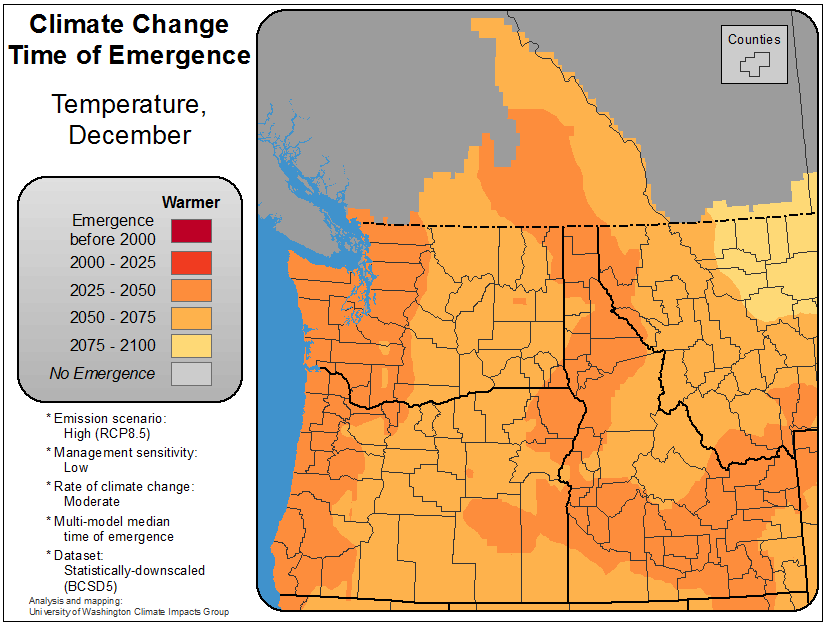 Climate Change
Time of Emergence
Temperature,
December
Warmer
Emergence
before 2000
2000 - 2025
2025 - 2050
2050 - 2075
2075 - 2100
No Emergence
* Emission scenario:
High (RCP8.5)
* Management sensitivity:
Low
* Rate of climate change:
Moderate
* Multi-model median
time of emergence
* Dataset:
Statistically-downscaled
(BCSD5)
Analysis and mapping:
University of Washington Climate Impacts Group
Counties